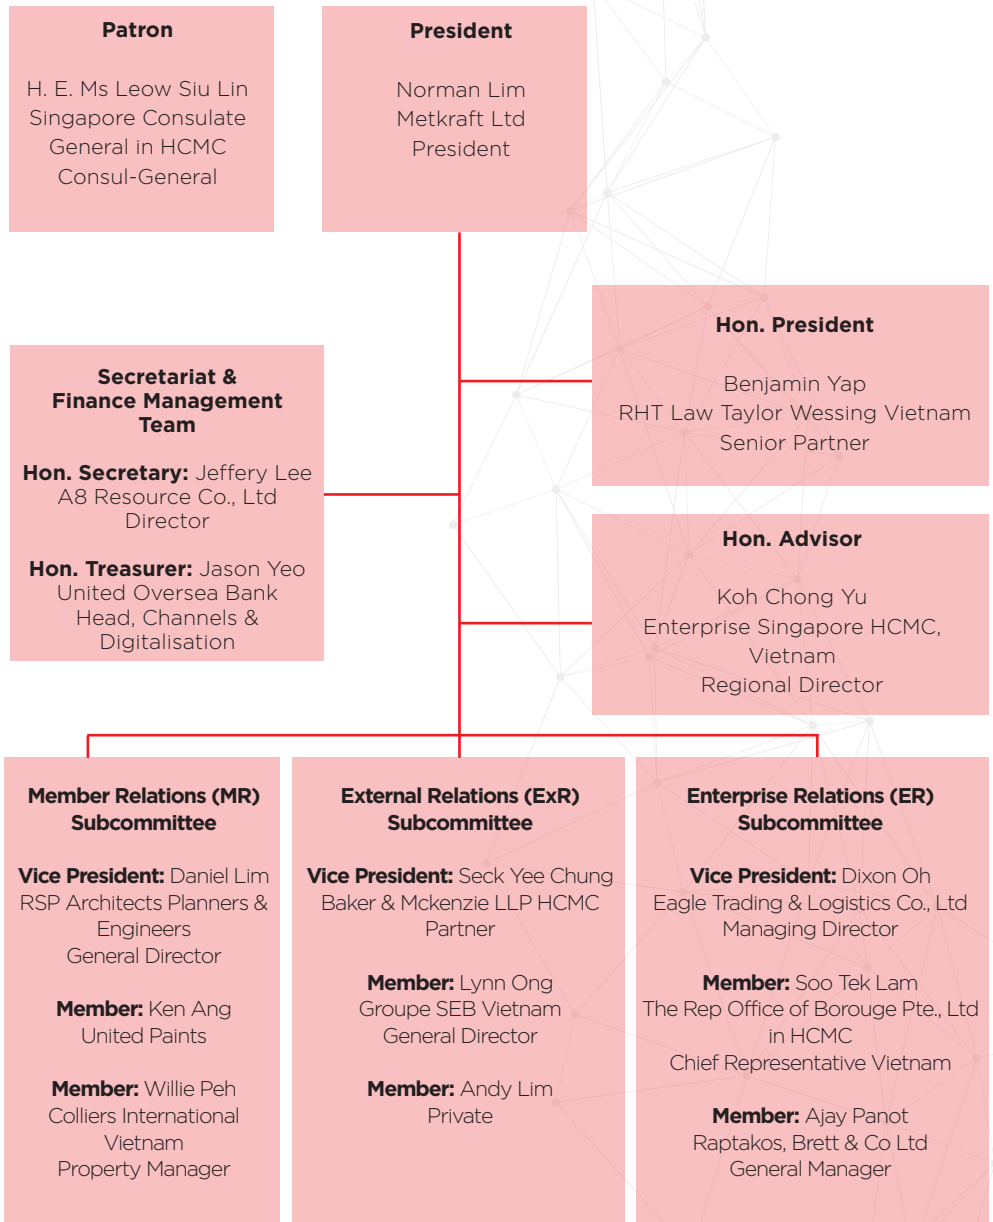 Patron
H. E. Ms Leow Siu Lin
Singapore Consulate
General in HCMC
Consul-General
President
Norman Lim
Metkraft Ltd
President
Hon. President
Benjamin Yap
RHT Law Taylor Wessing Vietnam
Senior Partner
Secretariat &
Finance Management
Team
Hon. Secretary: Jeffery Lee
A8 Resource Co., Ltd
Director
Hon. Treasurer: Jason Yeo
United Oversea Bank
Head, Channels &
Digitalisation
Hon. Advisor
Koh Chong Yu
Enterprise Singapore HCMC,
Vietnam
Regional Director
Member Relations (MR)
Subcommittee
Vice President: Daniel Lim
RSP Architects Planners &
Engineers
General Director
Member: Ken Ang
United Paints
Member: Willie Peh
Colliers International
Vietnam
Property Manager
External Relations (ExR)
Subcommittee
Vice President: Seck Yee Chung
Baker & Mckenzie LLP HCMC
Partner
Member: Lynn Ong
Groupe SEB Vietnam
General Director
Member: Andy Lim
Private
Enterprise Relations (ER)
Subcommittee
Vice President: Dixon Oh
Eagle Trading & Logistics Co., Ltd
Managing Director
Member: Soo Tek Lam
The Rep Office of Borouge Pte., Ltd
in HCMC
Chief Representative Vietnam
Member: Ajay Panot
Raptakos, Brett & Co Ltd
General Manager